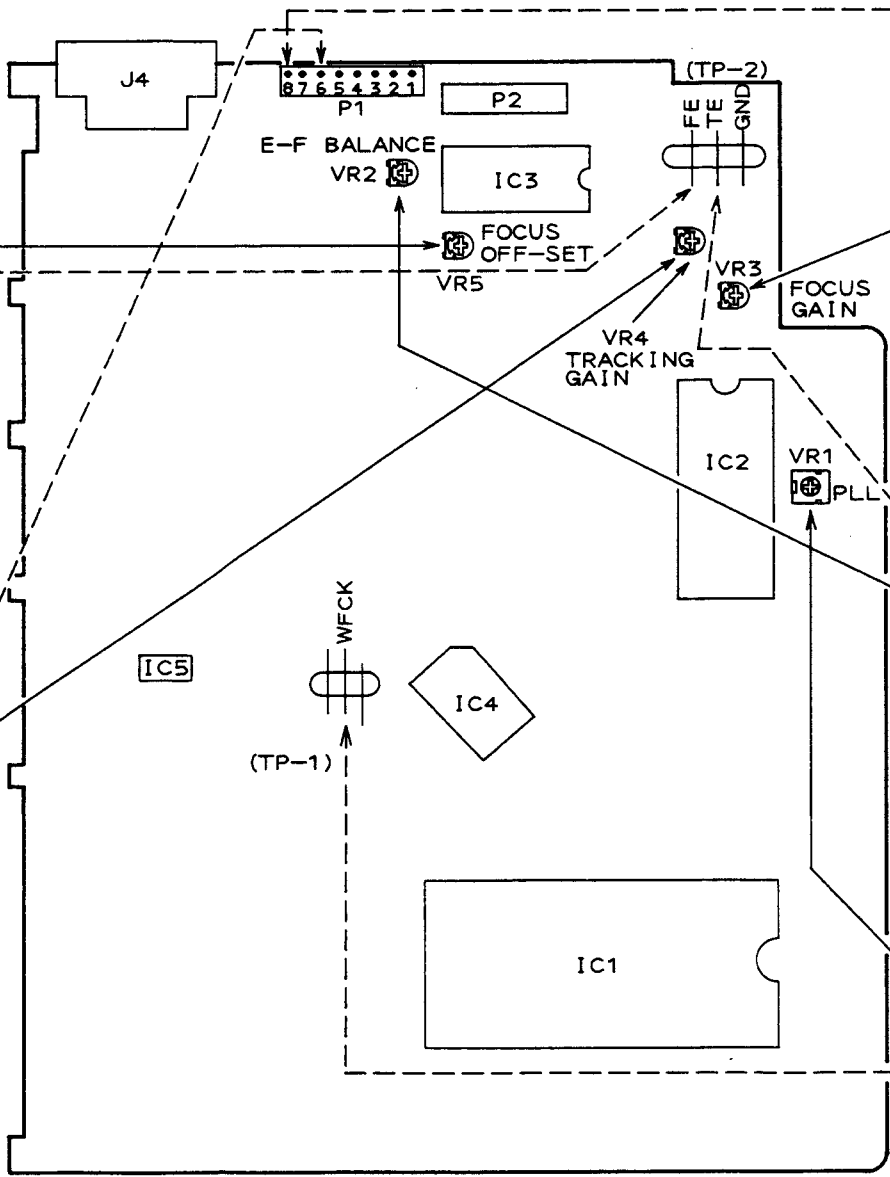 J4
(TP-2)
8 7 6 5 4 3 2 1
P1
P2
FE
TE
GND
E-F BALANCE
VR2
IC3
FOCUS
OFF-SET
VR5
VR3
FOCUS
GAIN
VR4
TRACKING
GAIN
IC2
VR1
PLL
WFCK
IC5
IC4
(TP-1)
IC1